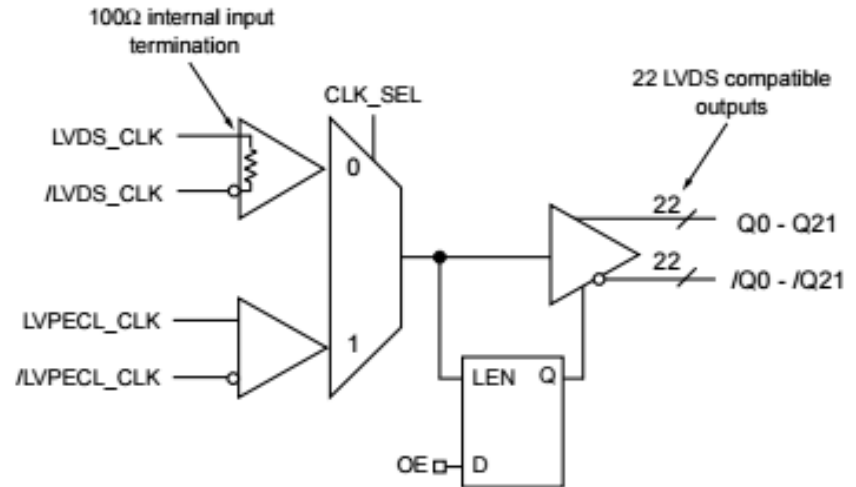 100Ω internal input
termination
CLK_SEL
22 LVDS compatible
outputs
LVDS_CLK
/LVDS_CLK
0
22
Q0 - Q21
22
/Q0 - /Q21
LVPECL_CLK
/LVPECL_CLK
1
LEN Q
OE D